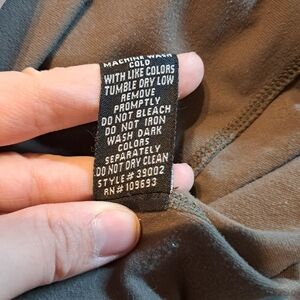 MACHINE WASH
COLD
WITH LIKE COLORS
TUMBLE DRY LOW
REMOVE
PROMPTLY
DO NOT BLEACH
DO NOT IRON
WASH DARK
COLORS
SEPARATELY
DO NOT DRY CLEAN
STYLE# 39002
RN# 109693